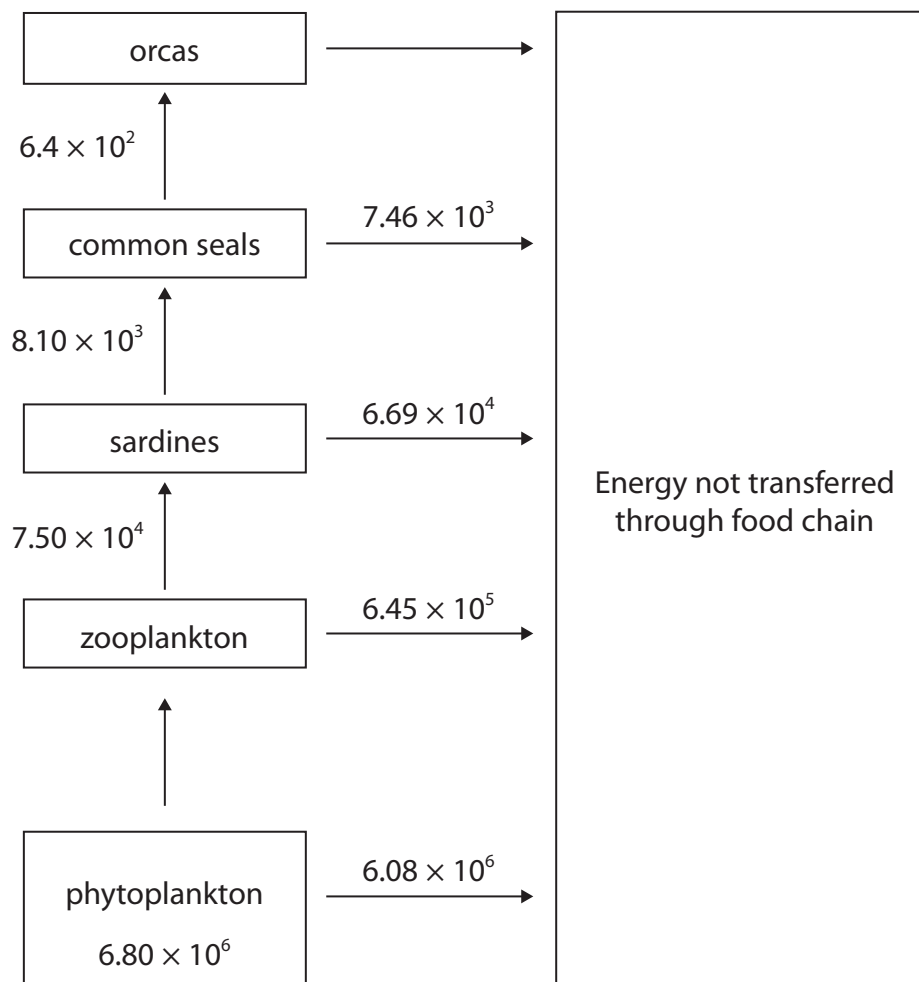 orcas
6.4 × 10²
common seals
7.46 × 10³
8.10 × 10³
sardines
6.69 × 10⁴
7.50 × 10⁴
zooplankton
6.45 × 10⁵
phytoplankton
6.80 × 10⁶
6.08 × 10⁶
Energy not transferred
through food chain